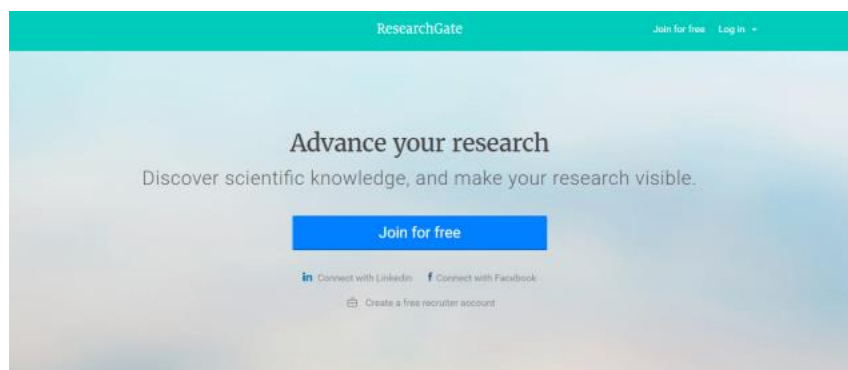 ResearchGate
Join for free Log in
Advance your research
Discover scientific knowledge, and make your research visible.
Join for free
in Connect with Linkedin f Connect with Facebook
Create a free recruiter account